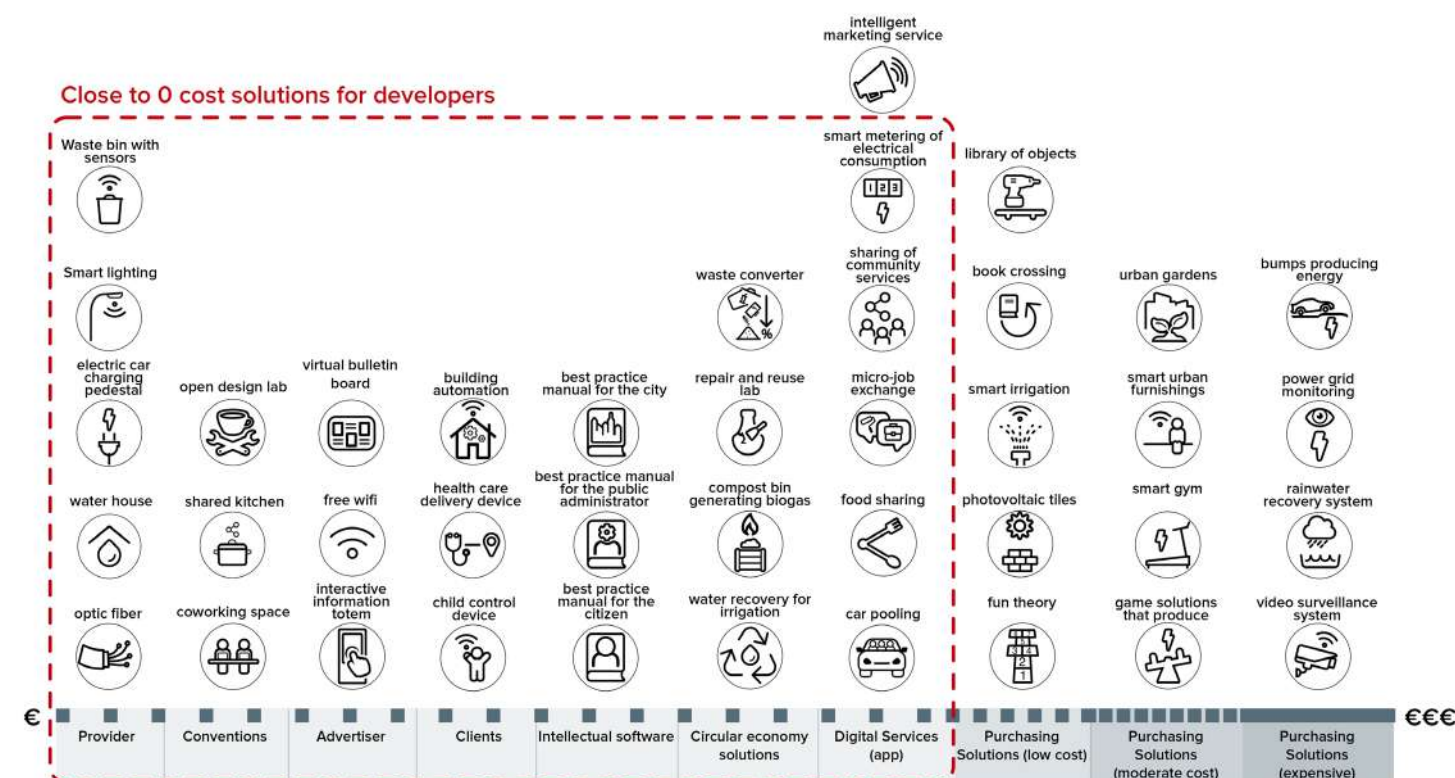 intelligent
marketing service
Close to 0 cost solutions for developers
Waste bin with
sensors
smart metering of
electrical
consumption
1 2 3
library of objects
Smart lighting
waste converter
%
sharing of
community
services
book crossing
urban gardens
bumps producing
energy
electric car
charging
pedestal
open design lab
virtual bulletin
board
building
automation
best practice
manual for the city
repair and reuse
lab
micro-job
exchange
smart irrigation
smart urban
furnishings
power grid
monitoring
water house
shared kitchen
free wifi
health care
delivery device
best practice manual
for the public
administrator
compost bin
generating biogas
food sharing
photovoltaic tiles
smart gym
rainwater
recovery system
optic fiber
coworking space
interactive
information
totem
child control
device
best practice
manual for the
citizen
water recovery for
irrigation
car pooling
fun theory
game solutions
that produce
video surveillance
system
€
€€€
Provider
Conventions
Advertiser
Clients
Intellectual software
Circular economy
solutions
Digital Services
(app)
Purchasing
Solutions (low cost)
Purchasing
Solutions
(moderate cost)
Purchasing
Solutions
(expensive)